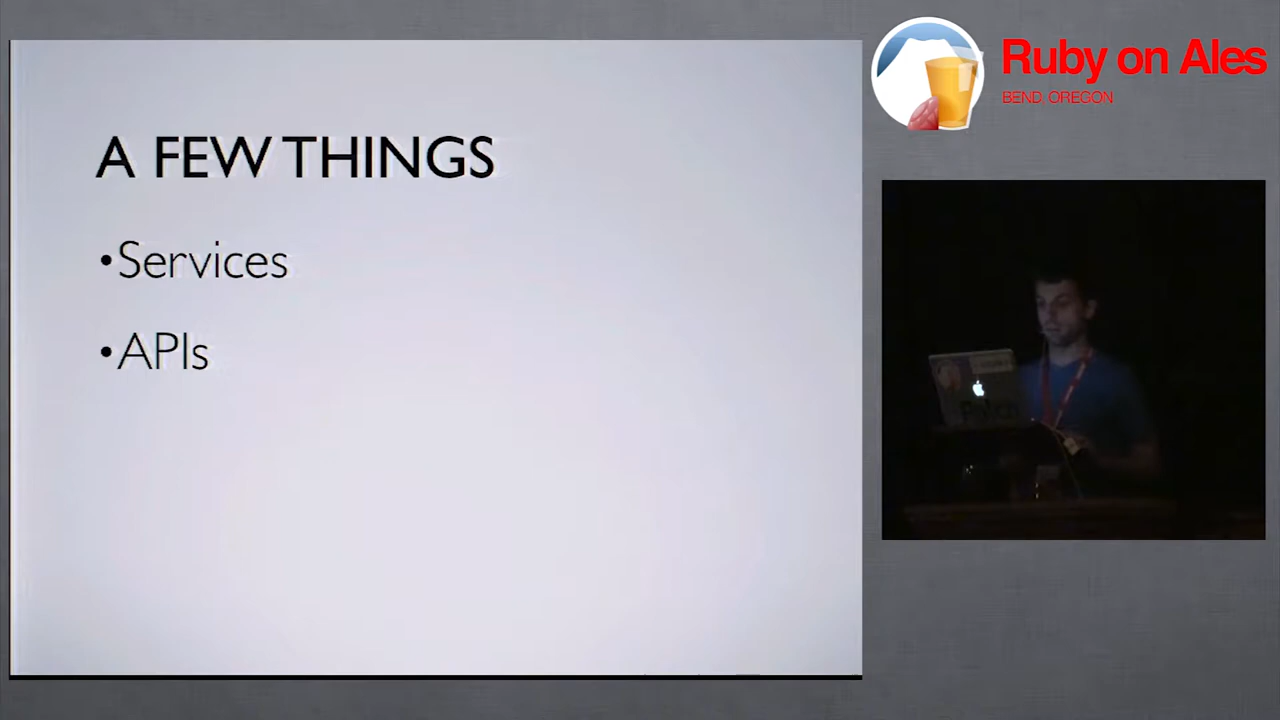 A FEW THINGS
•Services
•APIs
Ruby on Ales
BEND, OREGON